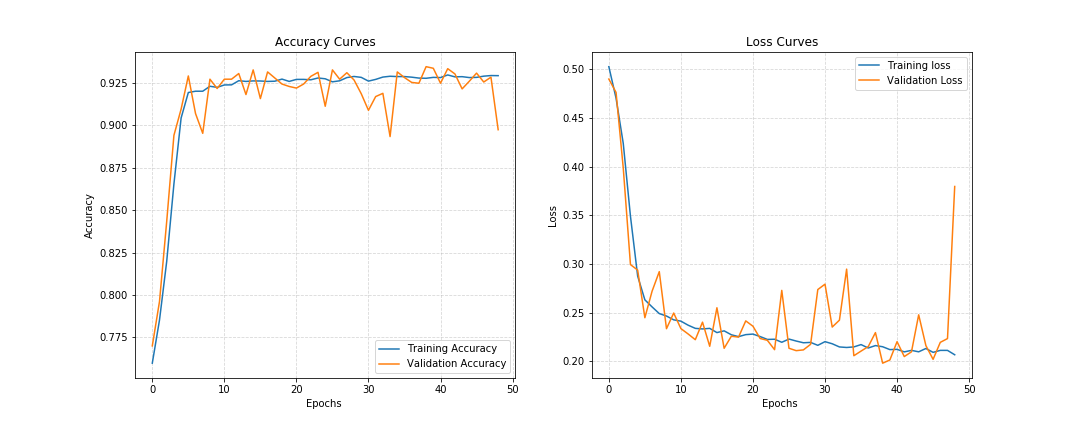 Accuracy Curves
Accuracy
0.925
0.900
0.875
0.850
0.825
0.800
0.775
0
10
20
30
40
50
Epochs
Training Accuracy
Validation Accuracy
Loss Curves
Loss
0.50
0.45
0.40
0.35
0.30
0.25
0.20
0
10
20
30
40
50
Epochs
Training loss
Validation Loss